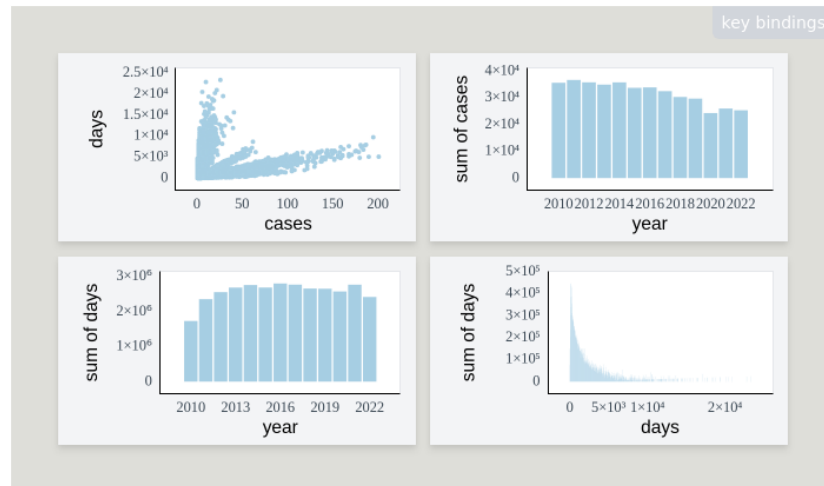 key bindings
2.5×10⁴
2×10⁴
1.5×10⁴
1×10⁴
5×10³
0
days
0 50 100 150 200
cases
4×10⁴
3×10⁴
2×10⁴
1×10⁴
0
sum of cases
2010 2012 2014 2016 2018 2020 2022
year
3×10⁶
2×10⁶
1×10⁶
0
sum of days
2010 2013 2016 2019 2022
year
5×10⁵
4×10⁵
3×10⁵
2×10⁵
1×10⁵
0
sum of days
0 5×10³ 1×10⁴ 2×10⁴
days